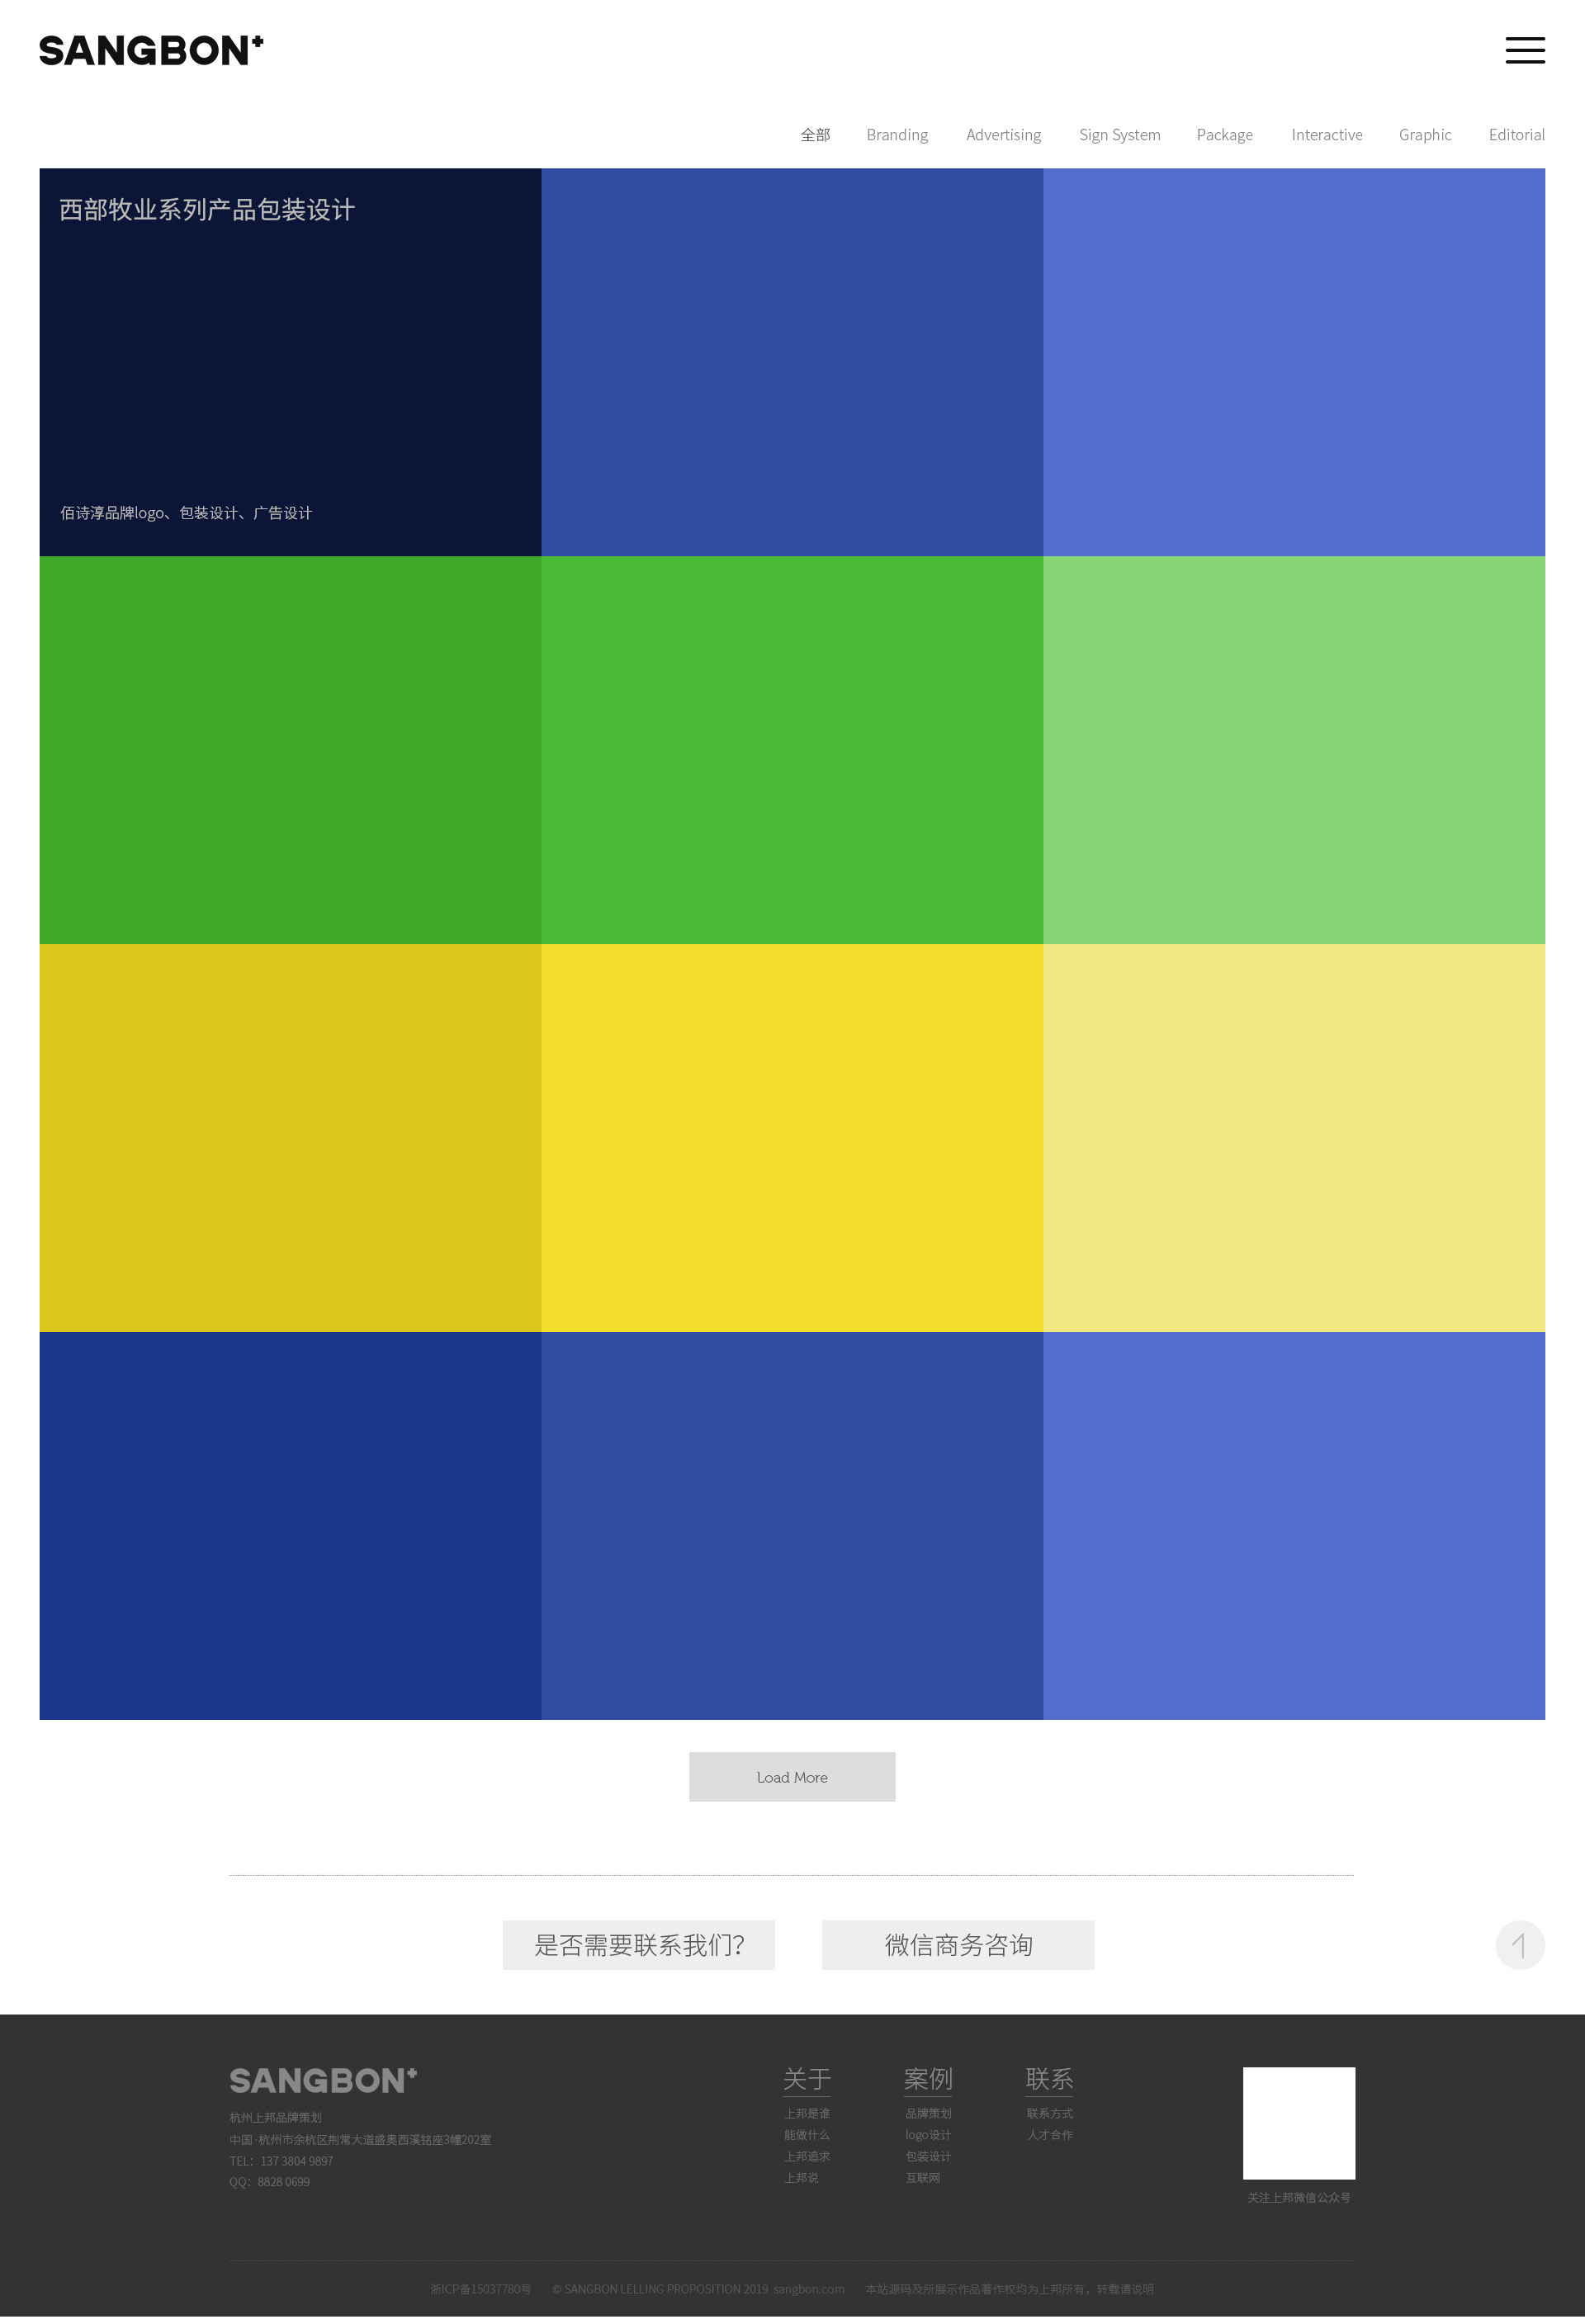 SANGBON+
全部 Branding Advertising Sign System Package Interactive Graphic Editorial
西部牧业系列产品包装设计
佰诗淳品牌logo、包装设计、广告设计
Load More
是否需要联系我们？ 微信商务咨询
SANGBON+
杭州上邦品牌策划
中国·杭州市余杭区荆常大道盛奥西溪铭座3幢202室
TEL：137 3804 9897
QQ：8828 0699
关于
上邦是谁
能做什么
上邦追求
上邦说
案例
品牌策划
logo设计
包装设计
互联网
联系
联系方式
人才合作
关注上邦微信公众号
浙ICP备15037780号 © SANGBON LELLING PROPOSITION 2019 sangbon.com 本站源码及所展示作品著作权均为上邦所有，转载请说明